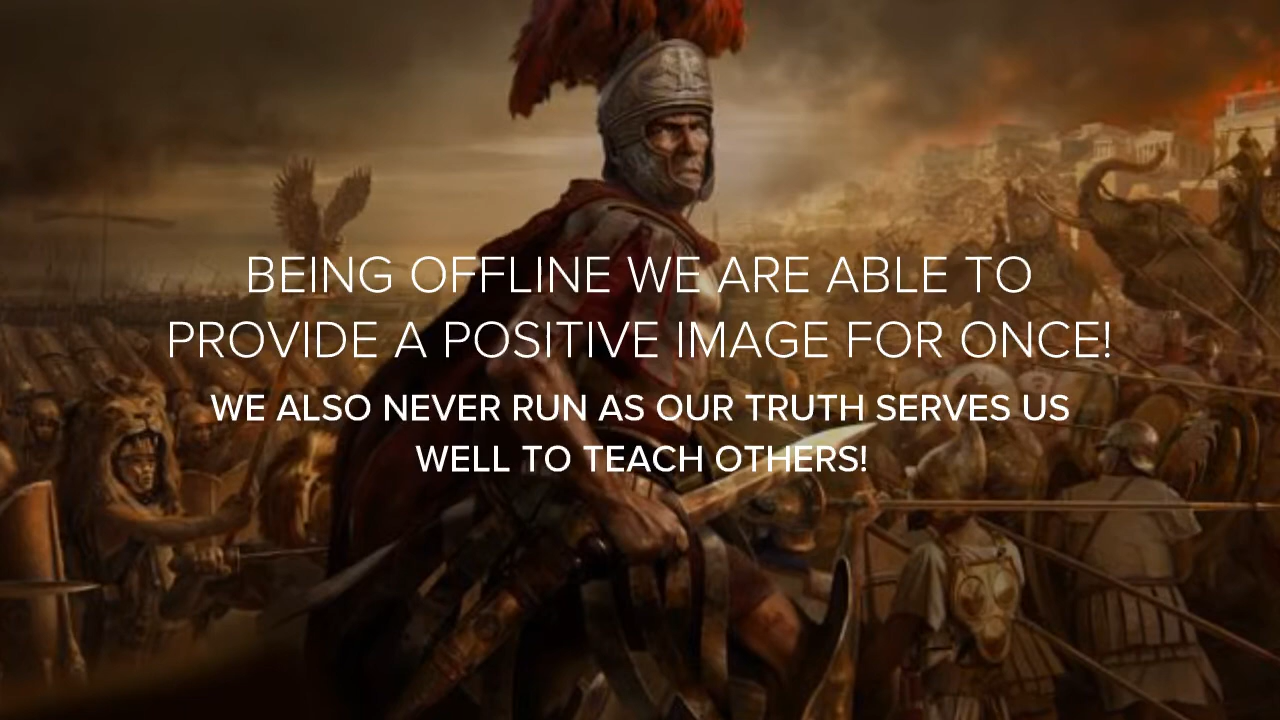 BEING OFFLINE WE ARE ABLE TO
PROVIDE A POSITIVE IMAGE FOR ONCE!
WE ALSO NEVER RUN AS OUR TRUTH SERVES US
WELL TO TEACH OTHERS!